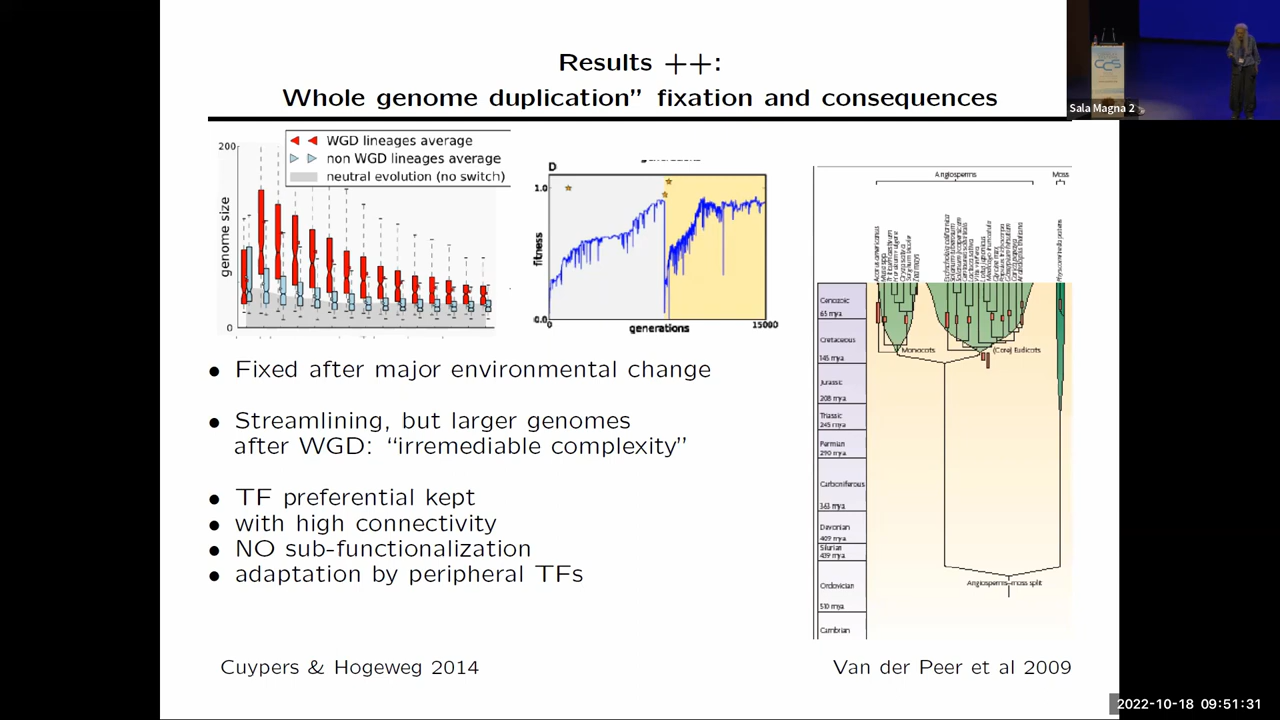 Results ++:
Whole genome duplication” fixation and consequences
Sala Magna 2
WGD lineages average
non WGD lineages average
neutral evolution (no switch)
200
genome size
0
D
1.0
fitness
0.0
0
generations
15000
Angiosperms
Moss
Cenozoic
65 mya
Cretaceous
145 mya
Jurassic
208 mya
Triassic
245 mya
Permian
290 mya
Carboniferous
363 mya
Devonian
409 mya
Silurian
439 mya
Ordovician
510 mya
Cambrian
Monocots
(Core) Eudicots
Angiosperms-moss split
• Fixed after major environmental change
• Streamlining, but larger genomes
after WGD: “irremediable complexity”
• TF preferential kept
• with high connectivity
• NO sub-functionalization
• adaptation by peripheral TFs
Cuypers & Hogeweg 2014
Van der Peer et al 2009
2022-10-18 09:51:31